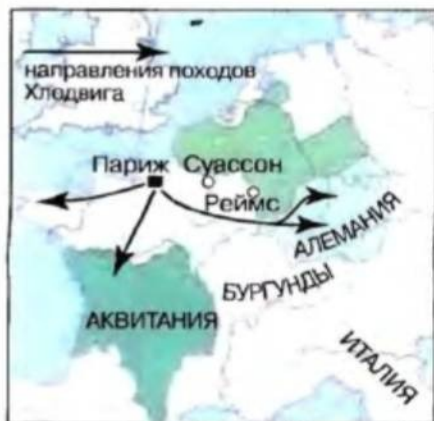 направления походов
Хлодвига
Париж Суассон
Реймс
АЛЕМАНИЯ
БУРГУНДЫ
АКВИТАНИЯ
ИТАЛИЯ